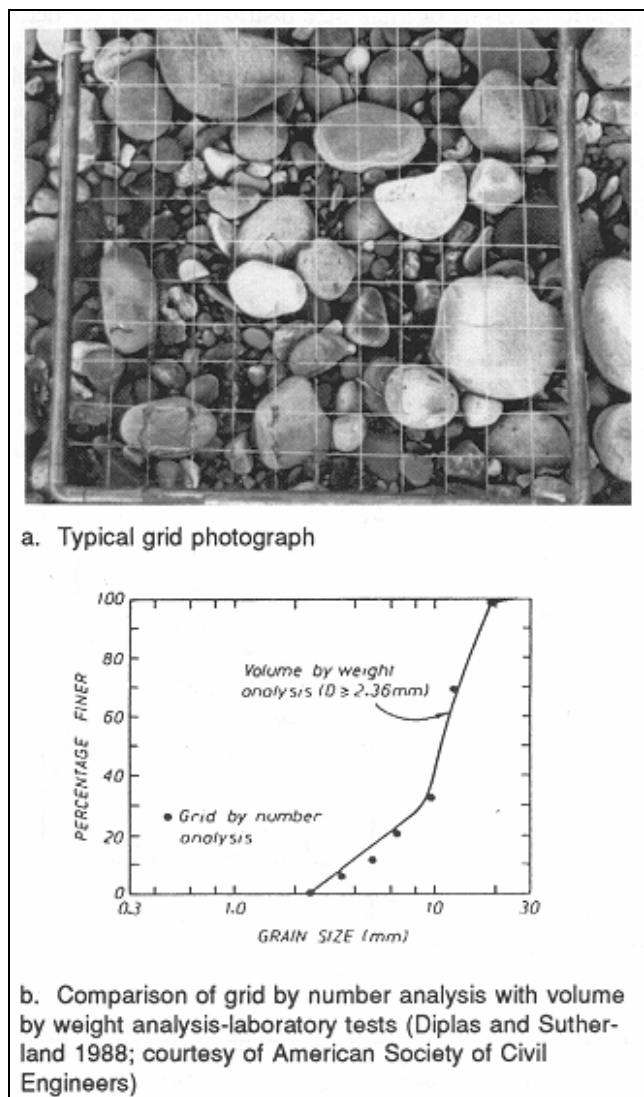 a. Typical grid photograph
100
80
60
40
20
0
PERCENTAGE FINER
Volume by weight
analysis (D ≥ 2.36mm)
• Grid by number
analysis
0.3
1.0
10
30
GRAIN SIZE (mm)
b. Comparison of grid by number analysis with volume
by weight analysis-laboratory tests (Diplas and Suther-
land 1988; courtesy of American Society of Civil
Engineers)